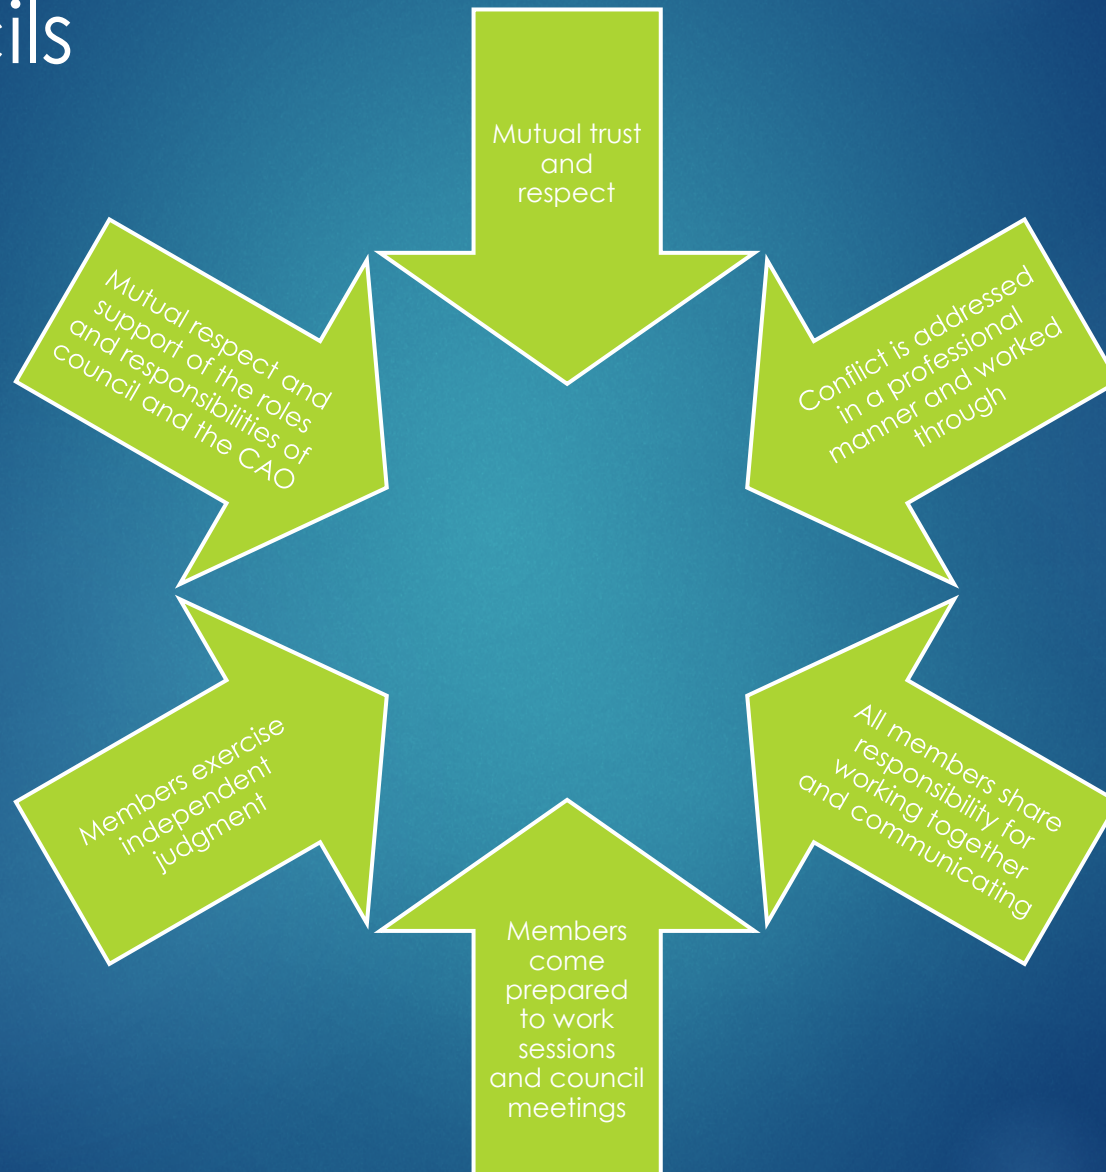 cils
Mutual trust
and
respect
Conflict is addressed
in a professional
manner and worked
through
All members share
responsibility for
working together
and communicating
Members
come
prepared
to work
sessions
and council
meetings
Members exercise
independent
judgment
Mutual respect and
support of the roles
and responsibilities of
council and the CAO